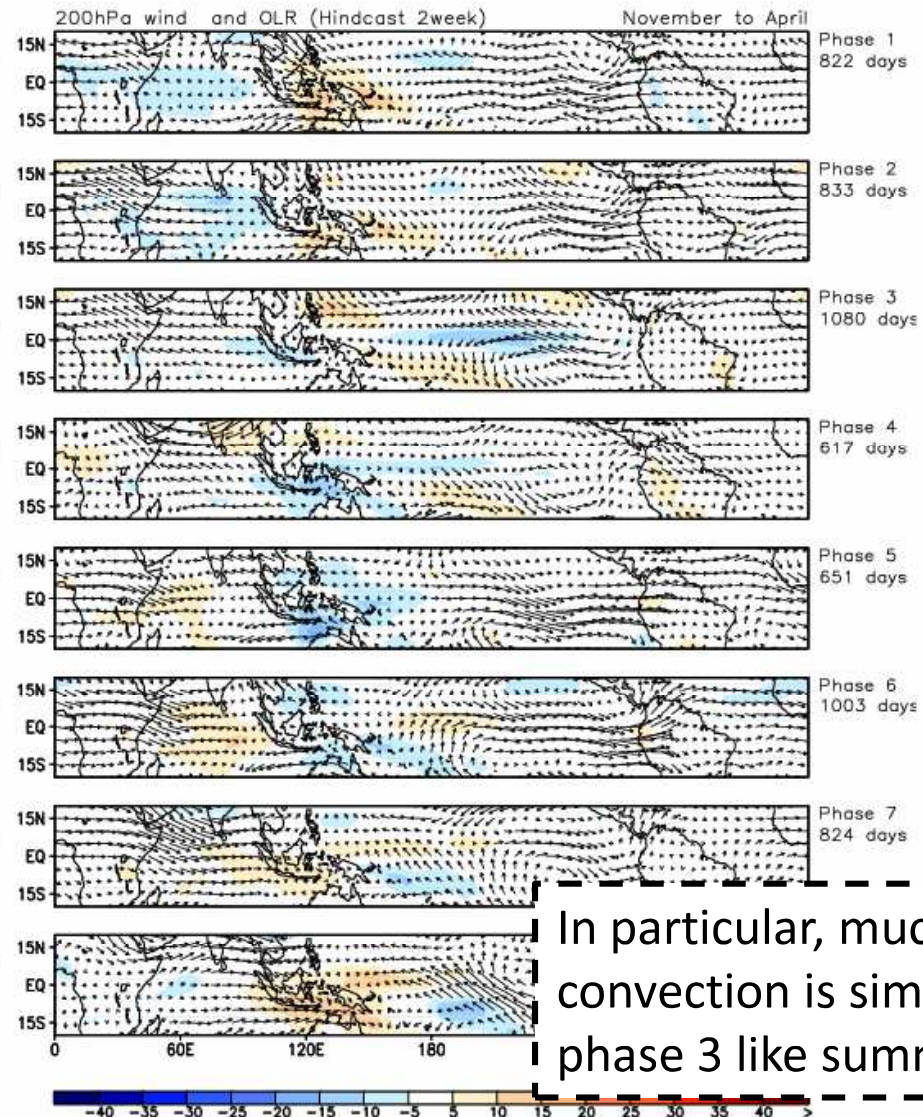 200hPa wind and OLR (Hindcast 2week) November to April
15N
EQ
15S
Phase 1
822 days
15N
EQ
15S
Phase 2
833 days
15N
EQ
15S
Phase 3
1080 days
15N
EQ
15S
Phase 4
617 days
15N
EQ
15S
Phase 5
651 days
15N
EQ
15S
Phase 6
1003 days
15N
EQ
15S
Phase 7
824 days
15N
EQ
15S
0 60E 120E 180
-40 -35 -30 -25 -20 -15 -10 -5 5 10 15 20 25 30 35 40 >
In particular, muc
convection is sim
phase 3 like sum